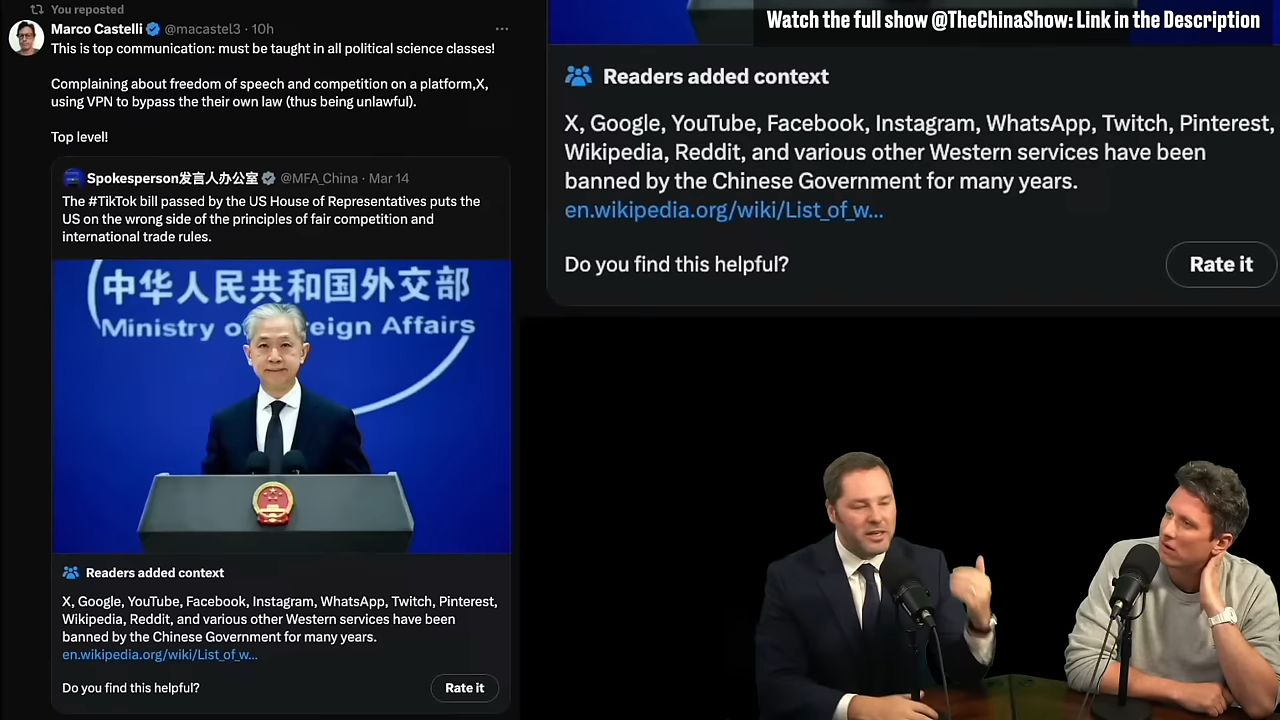 You reposted
Marco Castelli @macastel3 · 10h
This is top communication: must be taught in all political science classes!
Complaining about freedom of speech and competition on a platform,X,
using VPN to bypass the their own law (thus being unlawful).
Top level!
Spokesperson发言人办公室 @MFA_China · Mar 14
The #TikTok bill passed by the US House of Representatives puts the
US on the wrong side of the principles of fair competition and
international trade rules.
中华人民共和国外交部
Ministry of Foreign Affairs
Readers added context
X, Google, YouTube, Facebook, Instagram, WhatsApp, Twitch, Pinterest,
Wikipedia, Reddit, and various other Western services have been
banned by the Chinese Government for many years.
en.wikipedia.org/wiki/List_of_w...
Do you find this helpful?
Rate it
Watch the full show @TheChinaShow: Link in the Description
Readers added context
X, Google, YouTube, Facebook, Instagram, WhatsApp, Twitch, Pinterest,
Wikipedia, Reddit, and various other Western services have been
banned by the Chinese Government for many years.
en.wikipedia.org/wiki/List_of_w...
Do you find this helpful?
Rate it